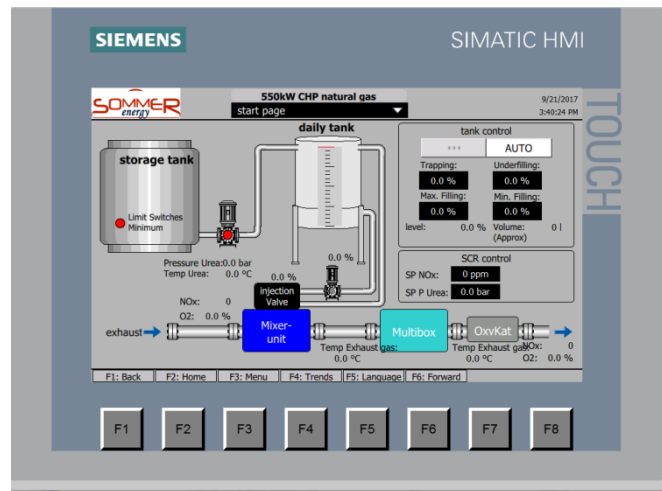 SIEMENS
SIMATIC HMI
TOUCH
SOMMER
energy
550kW CHP natural gas
start page
9/21/2017
3:40:24 PM
storage tank
Limit Switches
Minimum
daily tank
tank control
*** AUTO
Trapping: Underfilling:
0.0 % 0.0 %
Max. Filling: Min. Filling:
0.0 % 0.0 %
level: 0.0 % Volume: 0 l
(Approx)
Pressure Urea:0.0 bar
Temp Urea: 0.0 °C
0.0 %
0.0 %
SCR control
SP NOx: 0 ppm
SP P Urea: 0.0 bar
injection
Valve
NOx: 0
O2: 0.0 %
exhaust
Mixer-
unit
Multibox
OxyKat
Temp Exhaust gas:
0.0 °C
Temp Exhaust gas:
0.0 °C
NOx: 0
O2: 0.0 %
F1: Back F2: Home F3: Menu F4: Trends F5: Language F6: Forward
F1 F2 F3 F4 F5 F6 F7 F8